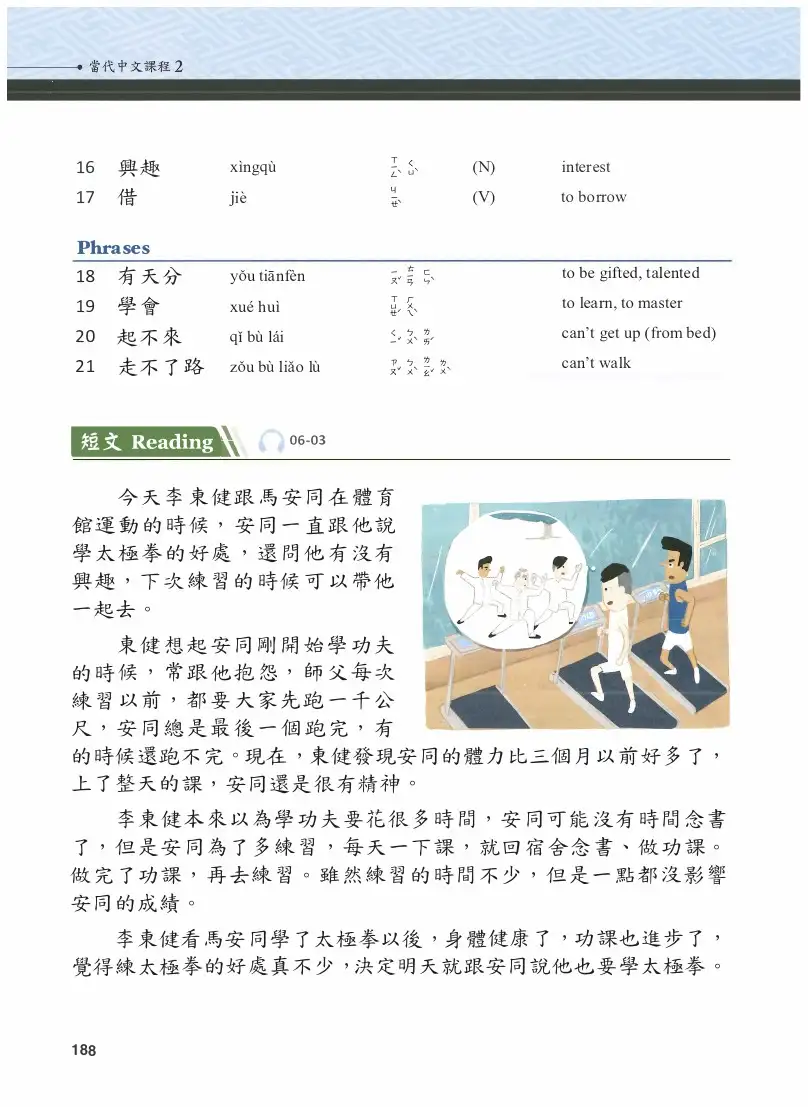 當代中文課程 2
16 興趣 xìngqù ㄒㄧㄥˋ ㄑㄩˋ (N) interest
17 借 jiè ㄐㄧㄝˋ (V) to borrow
Phrases
18 有天分 yǒu tiānfèn ㄧㄡˇ ㄊㄧㄢ ㄈㄣˋ to be gifted, talented
19 學會 xué huì ㄒㄩㄝˊ ㄏㄨㄟˋ to learn, to master
20 起不來 qǐ bù lái ㄑㄧˇ ㄅㄨˋ ㄌㄞˊ can't get up (from bed)
21 走不了路 zǒu bù liǎo lù ㄗㄡˇ ㄅㄨˋ ㄌㄧㄠˇ ㄌㄨˋ can't walk
短文 Reading 06-03
今天李東健跟馬安同在體育
館運動的時候，安同一直跟他說
學太極拳的好處，還問他有沒有
興趣，下次練習的時候可以帶他
一起去。
東健想起安同剛開始學功夫
的時候，常跟他抱怨，師父每次
練習以前，都要大家先跑一千公
尺，安同總是最後一個跑完，有
的時候還跑不完。現在，東健發現安同的體力比三個月以前好多了，
上了整天的課，安同還是很有精神。
李東健本來以為學功夫要花很多時間，安同可能沒有時間念書
了，但是安同為了多練習，每天一下課，就回宿舍念書、做功課。
做完了功課，再去練習。雖然練習的時間不少，但是一點都沒影響
安同的成績。
李東健看馬安同學了太極拳以後，身體健康了，功課也進步了，
覺得練太極拳的好處真不少，決定明天就跟安同說他也要學太極拳。
188